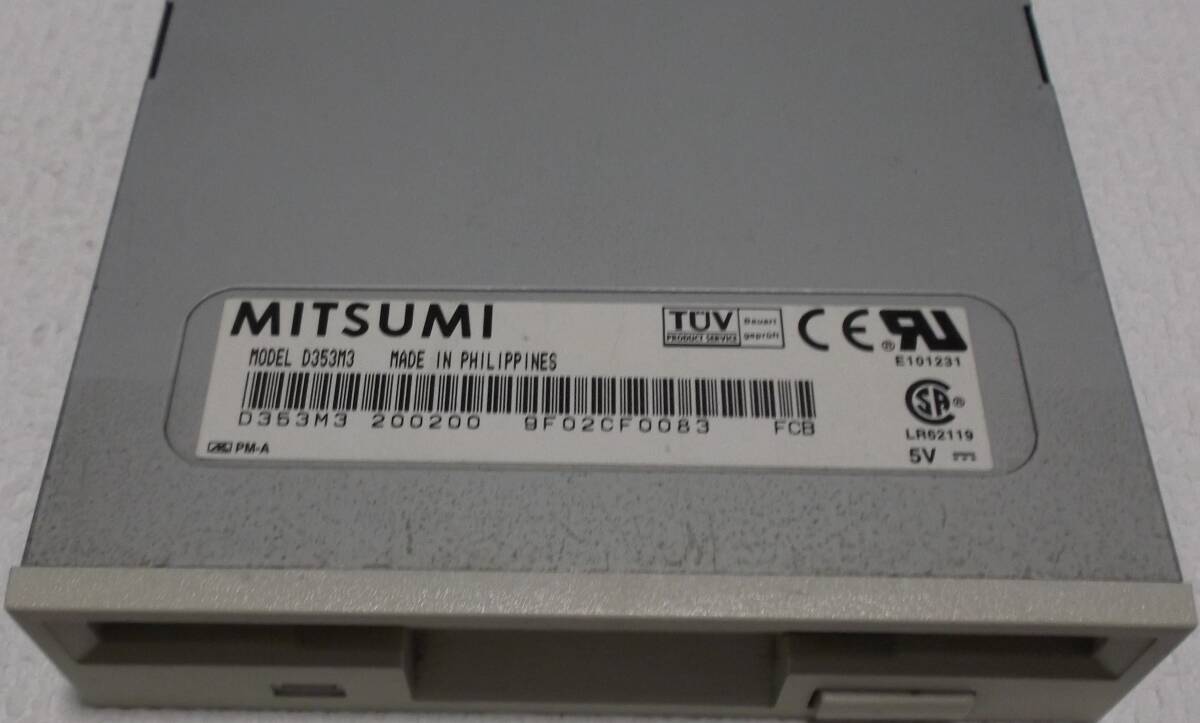 MITSUMI
MODEL D353M3 MADE IN PHILIPPINES
D353M3 200200 9F02CF0083 FCB
PM-A
TÜV Bauart geprüft
PRODUCT SERVICE
CE
®
E101231
SA ®
LR62119
5V